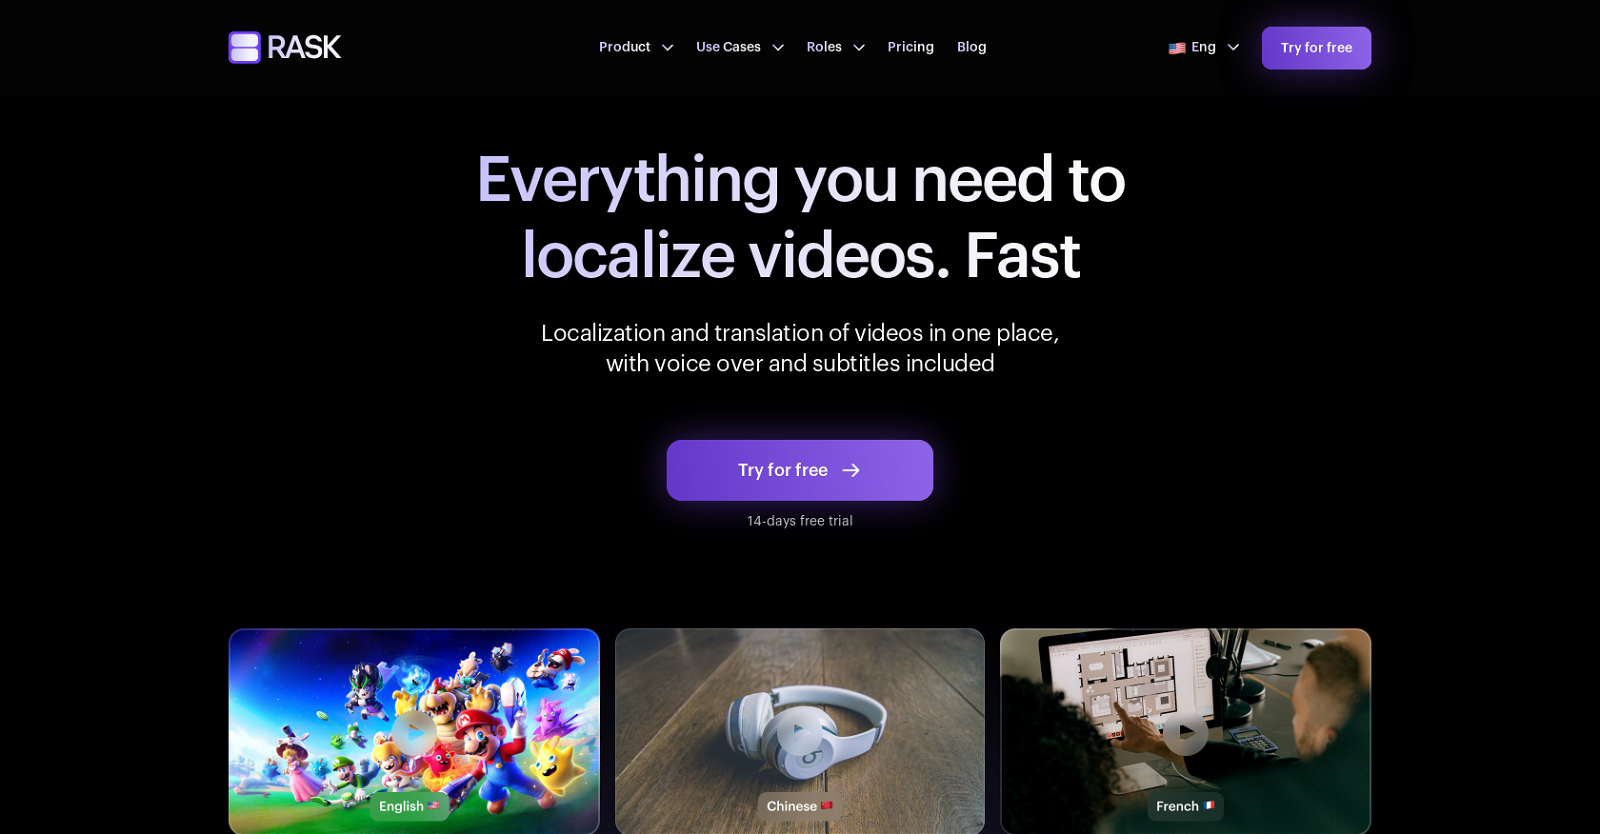 RASK
Product
Use Cases
Roles
Pricing
Blog
Eng
Try for free
Everything you need to
localize videos. Fast
Localization and translation of videos in one place,
with voice over and subtitles included
Try for free →
14-days free trial
English
Chinese
French